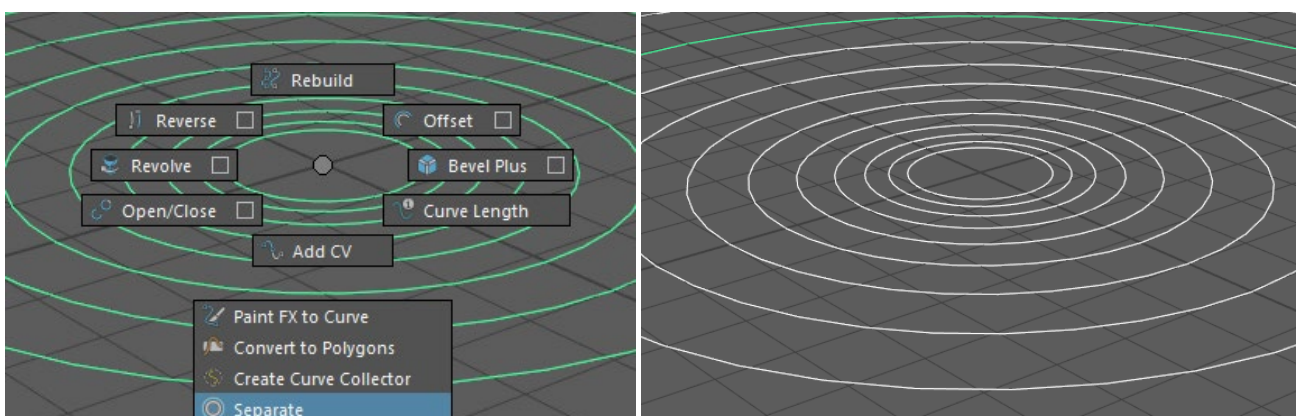 Rebuild
Reverse
Offset
Revolve
Bevel Plus
Open/Close
Curve Length
Add CV
Paint FX to Curve
Convert to Polygons
Create Curve Collector
Separate